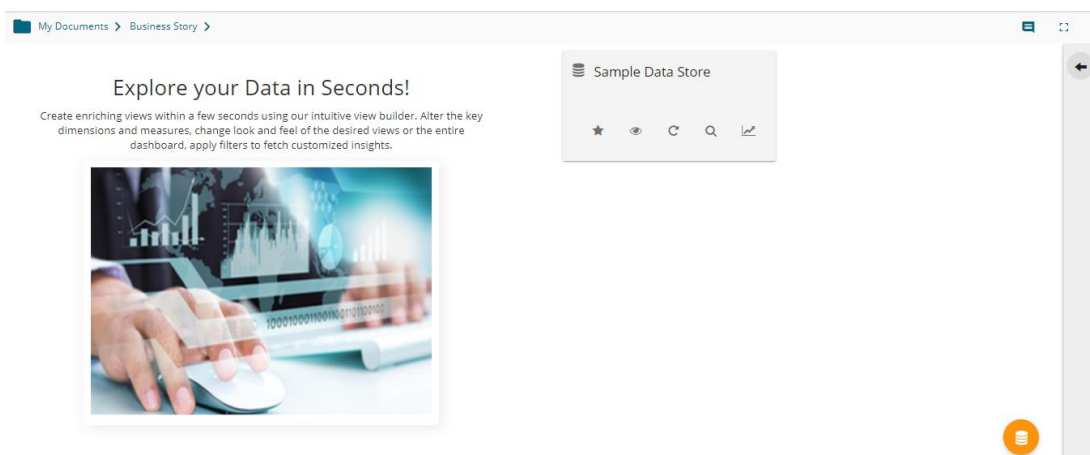 My Documents > Business Story >
Explore your Data in Seconds!
Create enriching views within a few seconds using our intuitive view builder. Alter the key
dimensions and measures, change look and feel of the desired views or the entire
dashboard, apply filters to fetch customized insights.
Sample Data Store